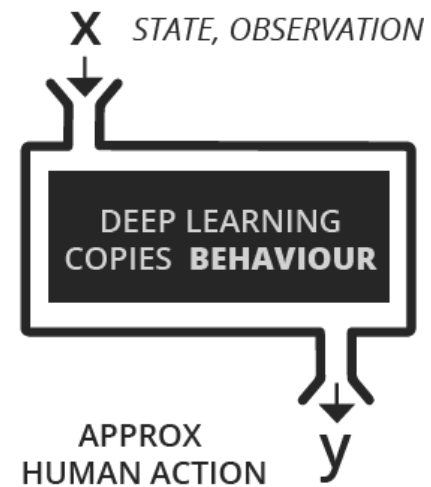 x STATE, OBSERVATION
DEEP LEARNING
COPIES BEHAVIOUR
APPROX
HUMAN ACTION
y